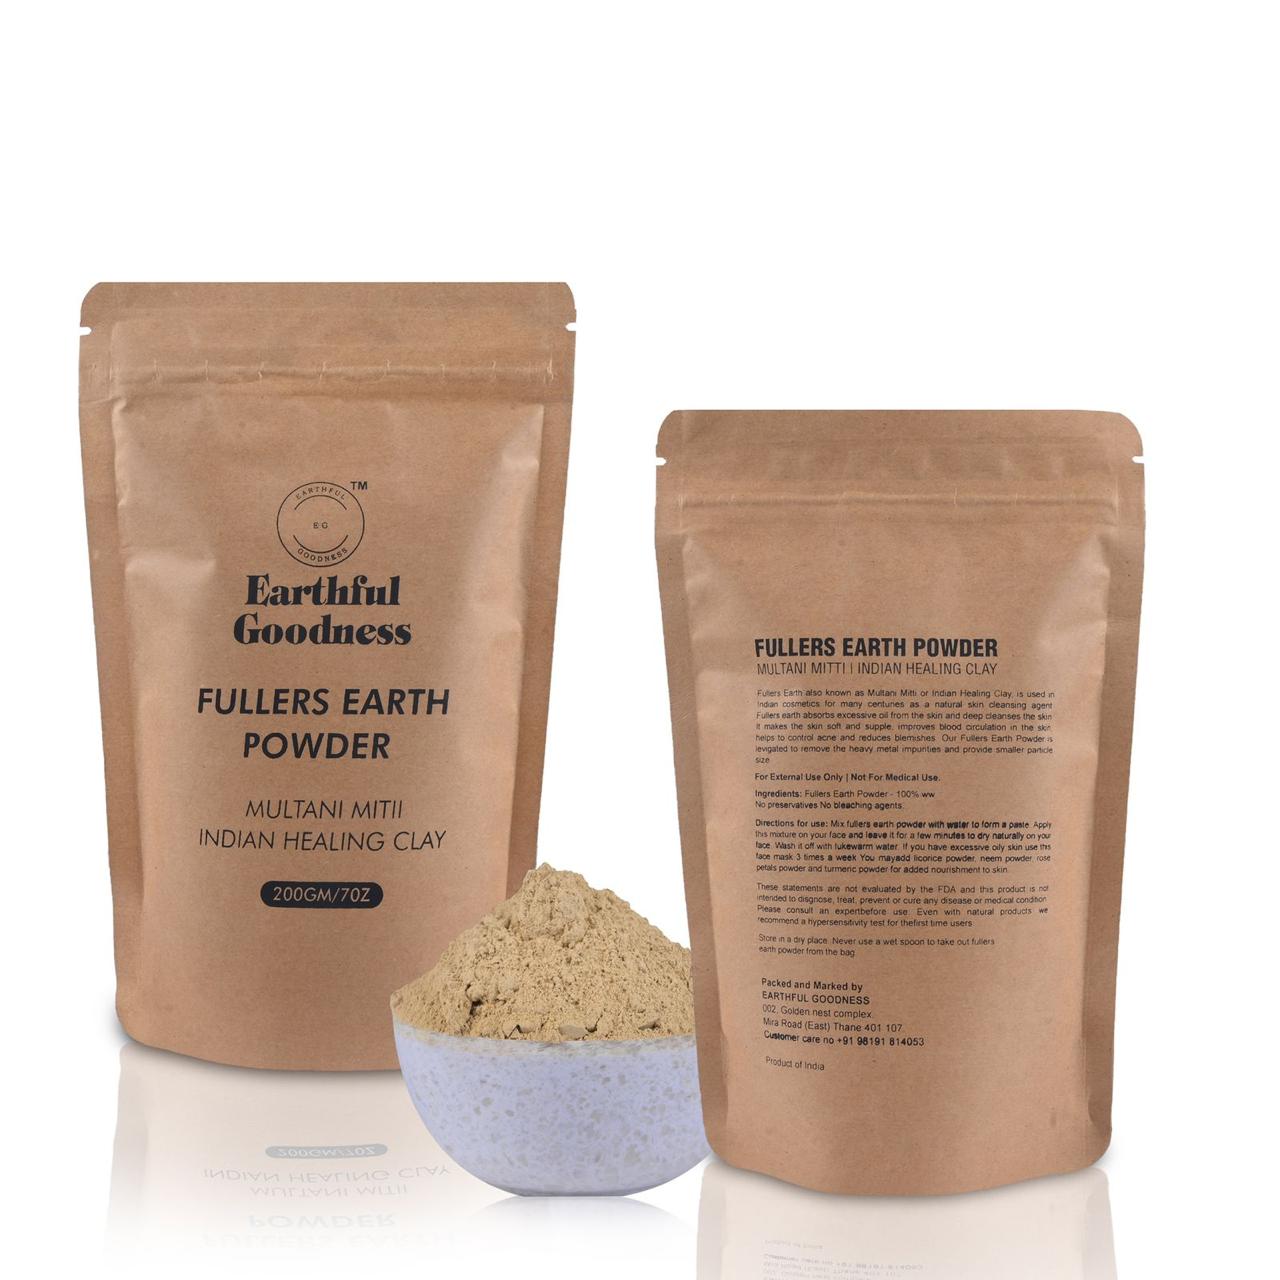 EARTHFUL
TM
EG
GOODNESS
Earthful
Goodness
FULLERS EARTH
POWDER
MULTANI MITII
INDIAN HEALING CLAY
200GM/7OZ
FULLERS EARTH POWDER
MULTANI MITTI | INDIAN HEALING CLAY
Fullers Earth also known as Multani Mitti or Indian Healing Clay, is used in
Indian cosmetics for many centuries as a natural skin cleansing agent
Fullers earth absorbs excessive oil from the skin and deep cleanses the skin
It makes the skin soft and supple, improves blood circulation in the skin,
helps to control acne and reduces blemishes. Our Fullers Earth Powder is
levigated to remove the heavy metal impurities and provide smaller particle
size
For External Use Only | Not For Medical Use.
Ingredients: Fullers Earth Powder - 100% ww
No preservatives No bleaching agents.
Directions for use: Mix fullers earth powder with water to form a paste. Apply
this mixture on your face and leave it for a few minutes to dry naturally on your
face. Wash it off with lukewarm water. If you have excessive oily skin use this
face mask 3 times a week You mayadd licorice powder, neem powder, rose
petals powder and turmeric powder for added nourishment to skin.
These statements are not evaluated by the FDA and this product is not
intended to disgnose, treat, prevent or cure any disease or medical condition
Please consult an expertbefore use. Even with natural products we
recommend a hypersensitivity test for thefirst time users
Store in a dry place. Never use a wet spoon to take out fullers
earth powder from the bag.
Packed and Marked by
EARTHFUL GOODNESS
002, Golden nest complex,
Mira Road (East) Thane 401 107.
Customer care no +91 98191 814053
Product of India